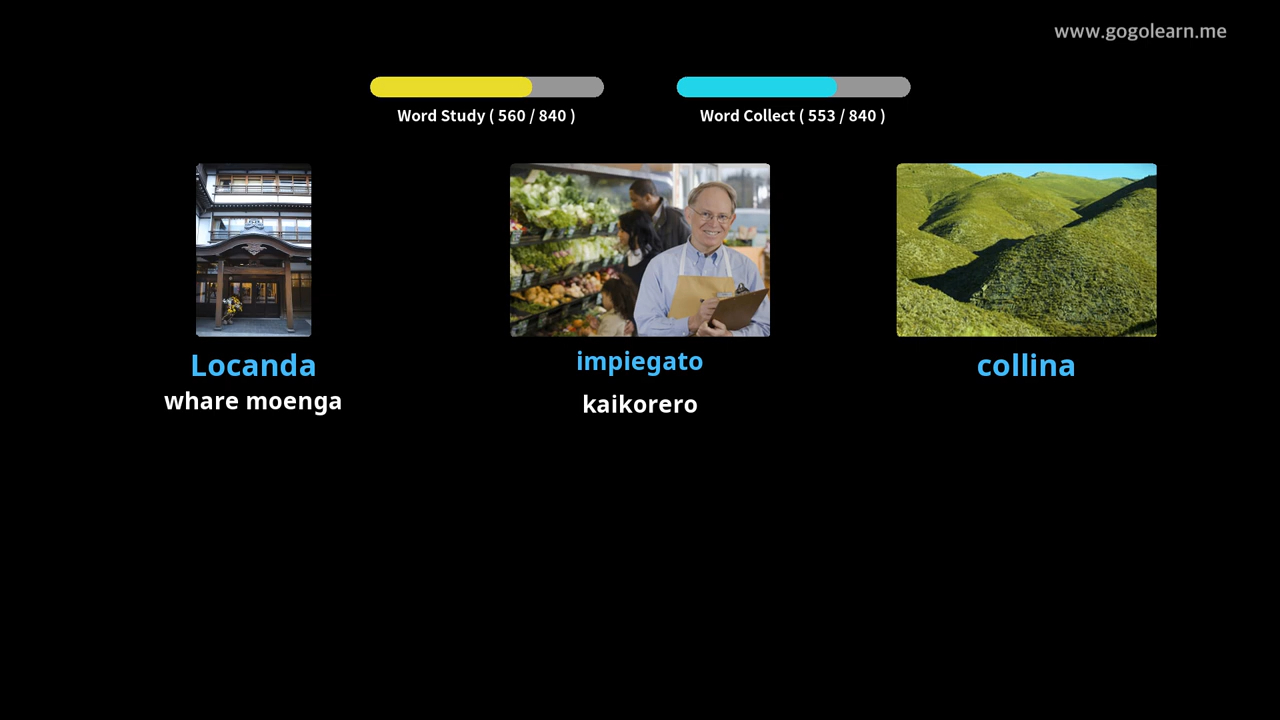 www.gogolearn.me
Word Study ( 560 / 840 )
Word Collect ( 553 / 840 )
Locanda
whare moenga
impiegato
kaikorero
collina